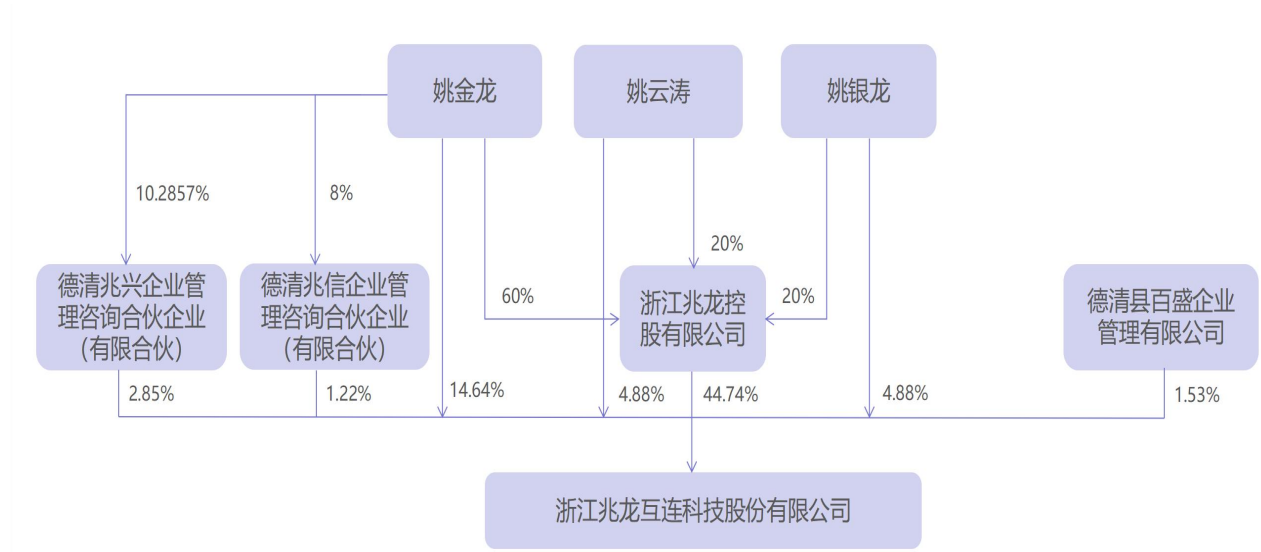 姚金龙
姚云涛
姚银龙
10.2857%
8%
20%
60%
20%
德清兆兴企业管
理咨询合伙企业
（有限合伙）
德清兆信企业管
理咨询合伙企业
（有限合伙）
浙江兆龙控
股有限公司
德清县百盛企业
管理有限公司
2.85%
1.22%
14.64%
4.88%
44.74%
4.88%
1.53%
浙江兆龙互连科技股份有限公司